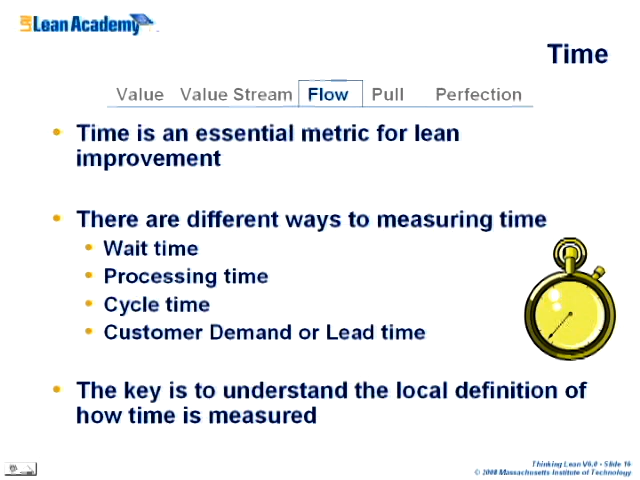 LAI Lean Academy
Time
Value Value Stream Flow Pull Perfection
• Time is an essential metric for lean
improvement
• There are different ways to measuring time
• Wait time
• Processing time
• Cycle time
• Customer Demand or Lead time
• The key is to understand the local definition of
how time is measured
Thinking Lean V6.0 - Slide 16
© 2008 Massachusetts Institute of Technology